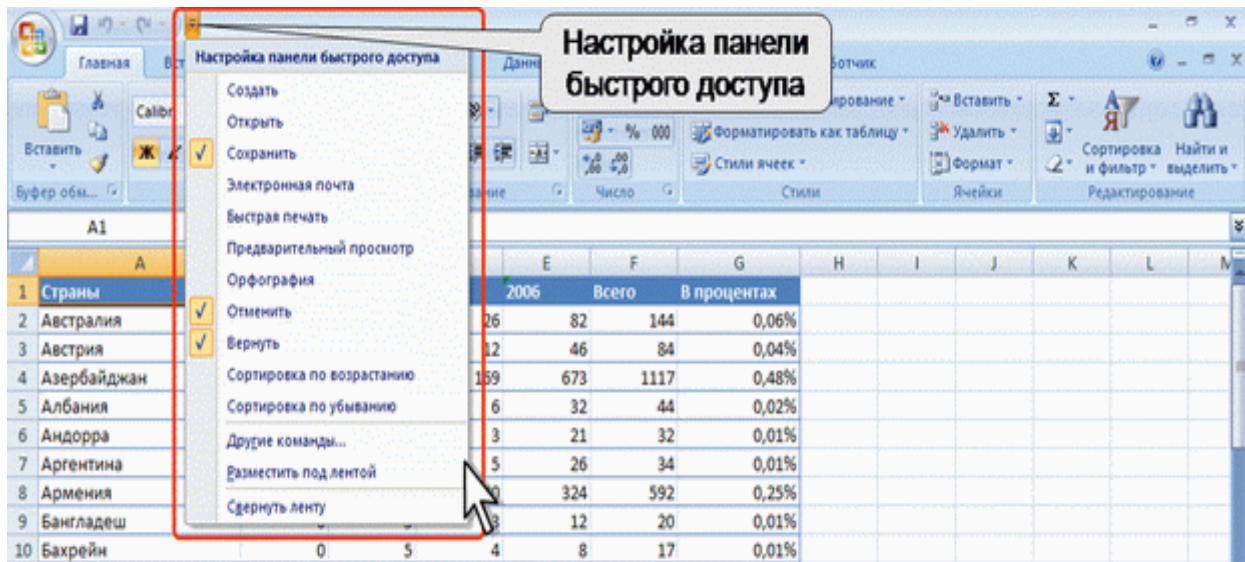 Настройка панели
быстрого доступа
Главная
Данн
Настройка панели быстрого доступа
Создать
Открыть
Сохранить
Электронная почта
Быстрая печать
Предварительный просмотр
Орфография
Отменить
Вернуть
Сортировка по возрастанию
Сортировка по убыванию
Другие команды...
Разместить под лентой
Свернуть ленту
Вставить
Calibr
Ж
% 000
Форматировать как таблицу
Стили ячеек
Вставить
Удалить
Формат
Σ
Сортировка и фильтр
Найти и выделить
Число Стили Ячейки Редактирование
A1
A E F G H I J K L
1 Страны 2006 Всего В процентах
2 Австралия 26 82 144 0,06%
3 Австрия 12 46 84 0,04%
4 Азербайджан 159 673 1117 0,48%
5 Албания 6 32 44 0,02%
6 Андорра 3 21 32 0,01%
7 Аргентина 5 26 34 0,01%
8 Армения 324 592 0,25%
9 Бангладеш 3 12 20 0,01%
10 Бахрейн 0 5 4 8 17 0,01%